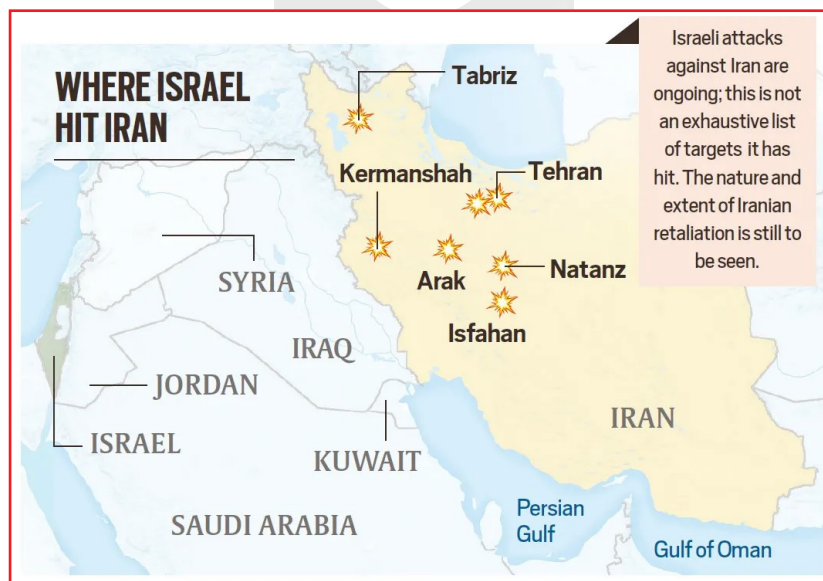 WHERE ISRAEL
HIT IRAN
Israeli attacks
against Iran are
ongoing; this is not
an exhaustive list
of targets it has
hit. The nature and
extent of Iranian
retaliation is still to
be seen.
Tabriz
Kermanshah
Tehran
Arak
Natanz
Isfahan
SYRIA
IRAQ
JORDAN
ISRAEL
KUWAIT
IRAN
SAUDI ARABIA
Persian
Gulf
Gulf of Oman